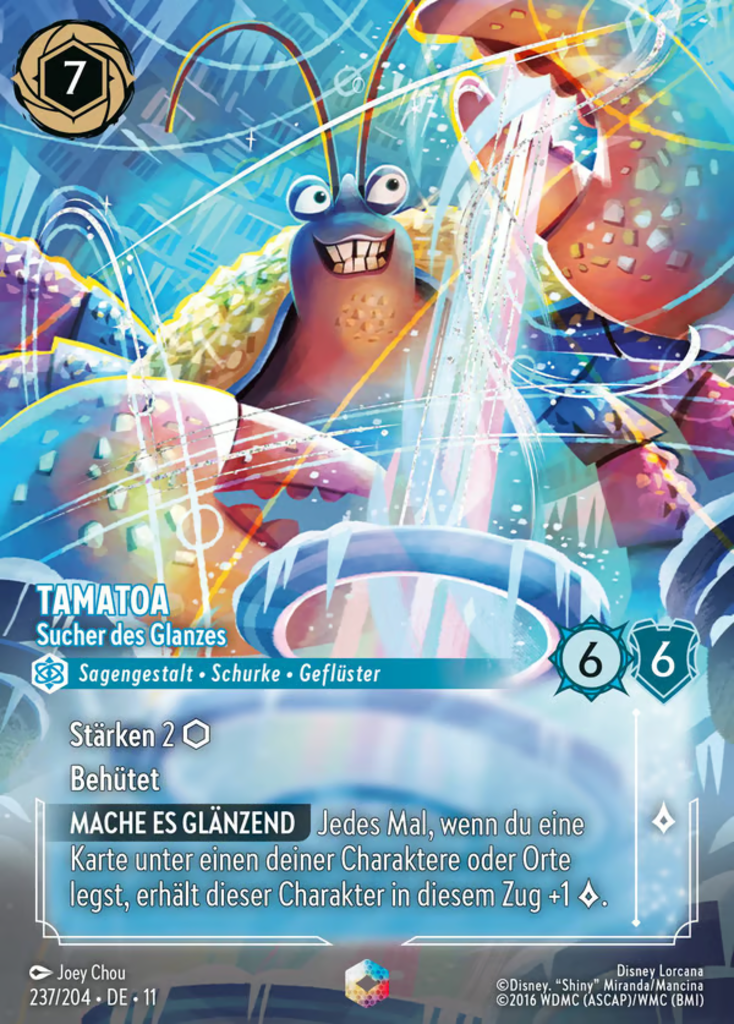 7
TAMATOA
Sucher des Glanzes
Sagengestalt • Schurke • Geflüster
6
6
Stärken 2
Behütet
MACHE ES GLÄNZEND Jedes Mal, wenn du eine
Karte unter einen deiner Charaktere oder Orte
legst, erhält dieser Charakter in diesem Zug +1 .
Joey Chou
237/204 • DE • 11
Disney Lorcana
©Disney. “Shiny” Miranda/Mancina
©2016 WDMC (ASCAP)/WMC (BMI)